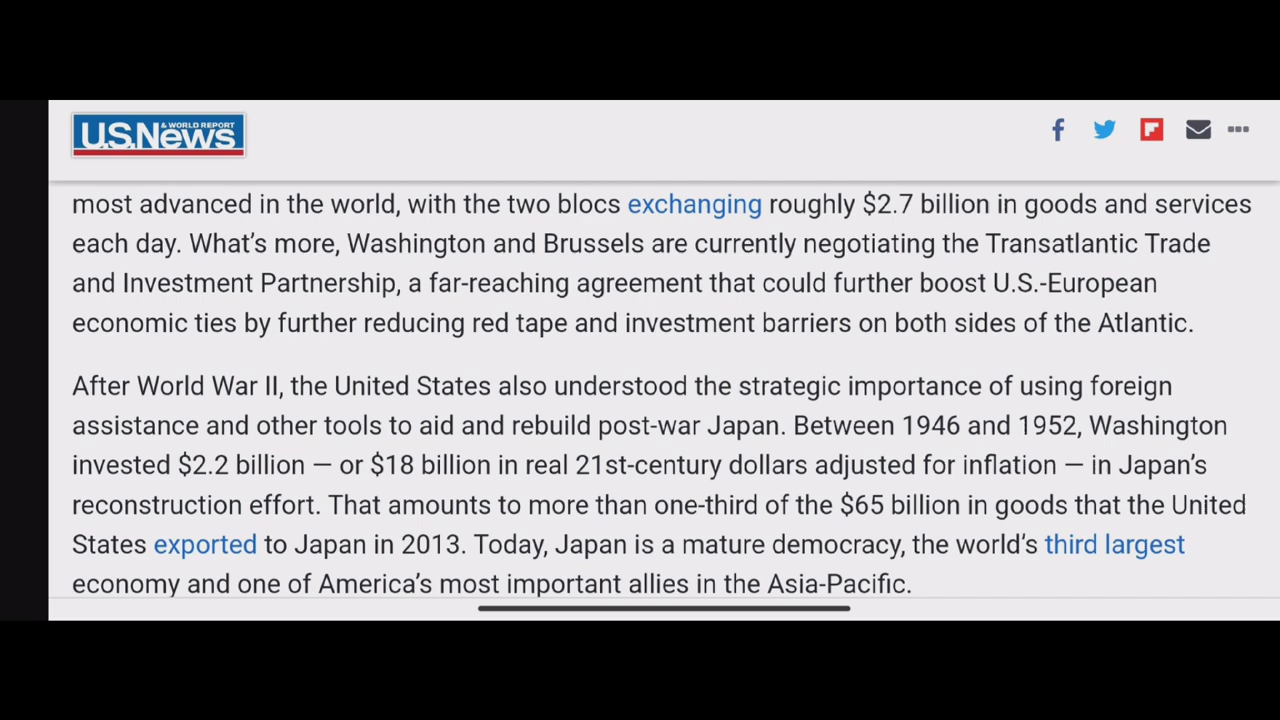 U.S.News
& WORLD REPORT
most advanced in the world, with the two blocs exchanging roughly $2.7 billion in goods and services
each day. What’s more, Washington and Brussels are currently negotiating the Transatlantic Trade
and Investment Partnership, a far-reaching agreement that could further boost U.S.-European
economic ties by further reducing red tape and investment barriers on both sides of the Atlantic.
After World War II, the United States also understood the strategic importance of using foreign
assistance and other tools to aid and rebuild post-war Japan. Between 1946 and 1952, Washington
invested $2.2 billion — or $18 billion in real 21st-century dollars adjusted for inflation — in Japan’s
reconstruction effort. That amounts to more than one-third of the $65 billion in goods that the United
States exported to Japan in 2013. Today, Japan is a mature democracy, the world’s third largest
economy and one of America’s most important allies in the Asia-Pacific.